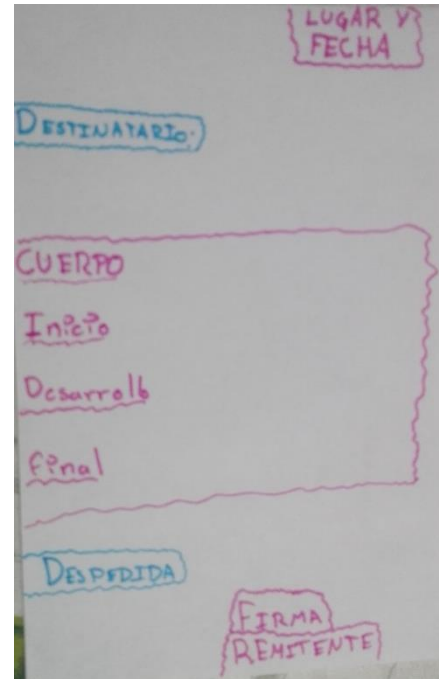 LUGAR Y
FECHA
DESTINATARIO:
CUERPO
Inicio
Desarrollo
final
DESPEDIDA
FIRMA
REMITENTE